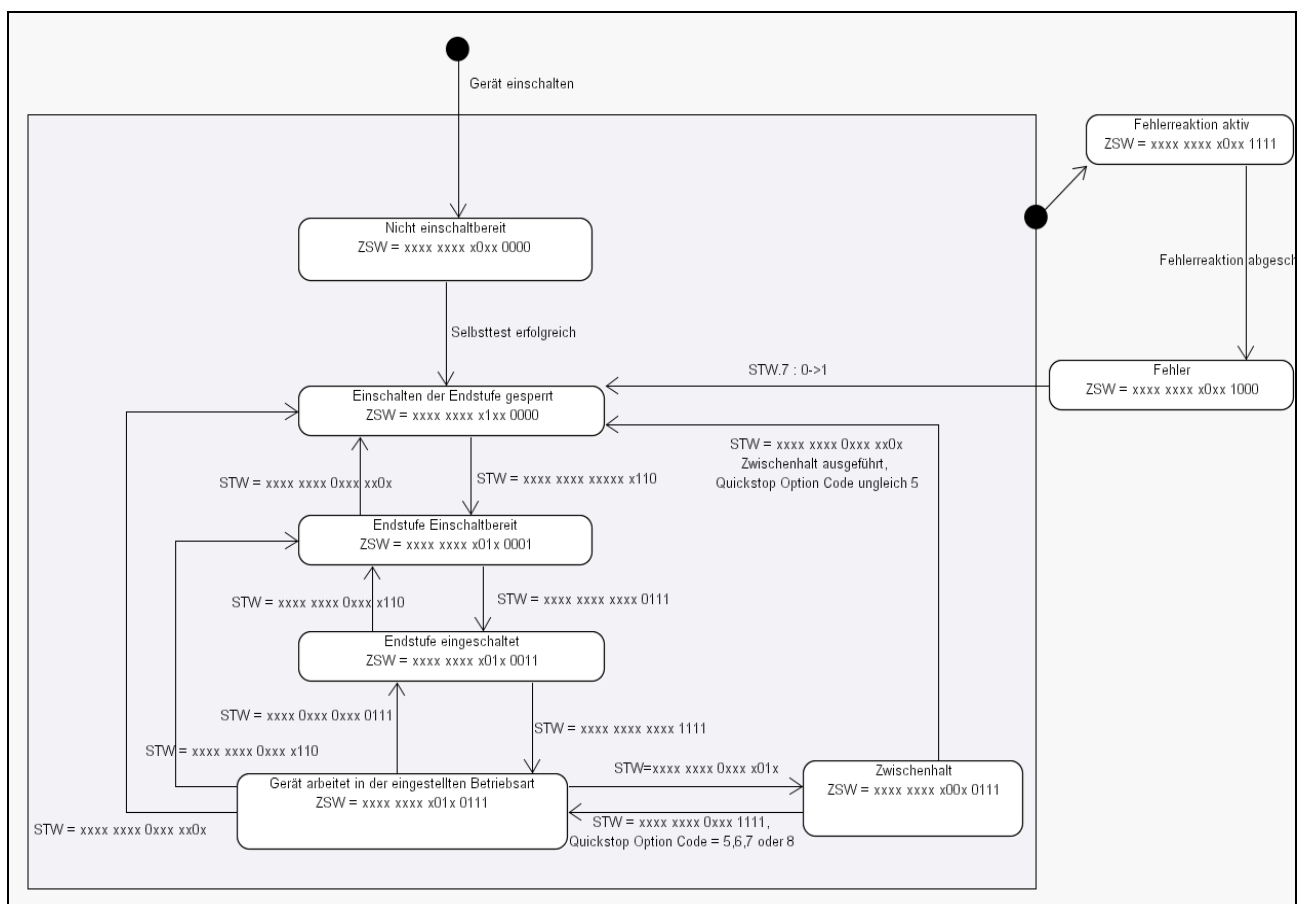 Gerät einschalten
Fehlerreaktion aktiv
ZSW = xxxx xxxx x0xx 1111
Nicht einschaltbereit
ZSW = xxxx xxxx x0xx 0000
Fehlerreaktion abgesch
Selbsttest erfolgreich
STW.7 : 0->1
Fehler
ZSW = xxxx xxxx x0xx 1000
Einschalten der Endstufe gesperrt
ZSW = xxxx xxxx x1xx 0000
STW = xxxx xxxx 0xxx xx0x
Zwischenhalt ausgeführt,
Quickstop Option Code ungleich 5
STW = xxxx xxxx 0xxx xx0x
STW = xxxx xxxx xxxxx x110
Endstufe Einschaltbereit
ZSW = xxxx xxxx x01x 0001
STW = xxxx xxxx 0xxx x110
STW = xxxx xxxx xxxx 0111
Endstufe eingeschaltet
ZSW = xxxx xxxx x01x 0011
STW = xxxx 0xxx 0xxx 0111
STW = xxxx xxxx xxxx 1111
STW = xxxx xxxx 0xxx x110
STW=xxxx xxxx 0xxx x01x
Zwischenhalt
ZSW = xxxx xxxx x00x 0111
Gerät arbeitet in der eingestellten Betriebsart
ZSW = xxxx xxxx x01x 0111
STW = xxxx xxxx 0xxx xx0x
STW = xxxx xxxx 0xxx 1111,
Quickstop Option Code = 5,6,7 oder 8